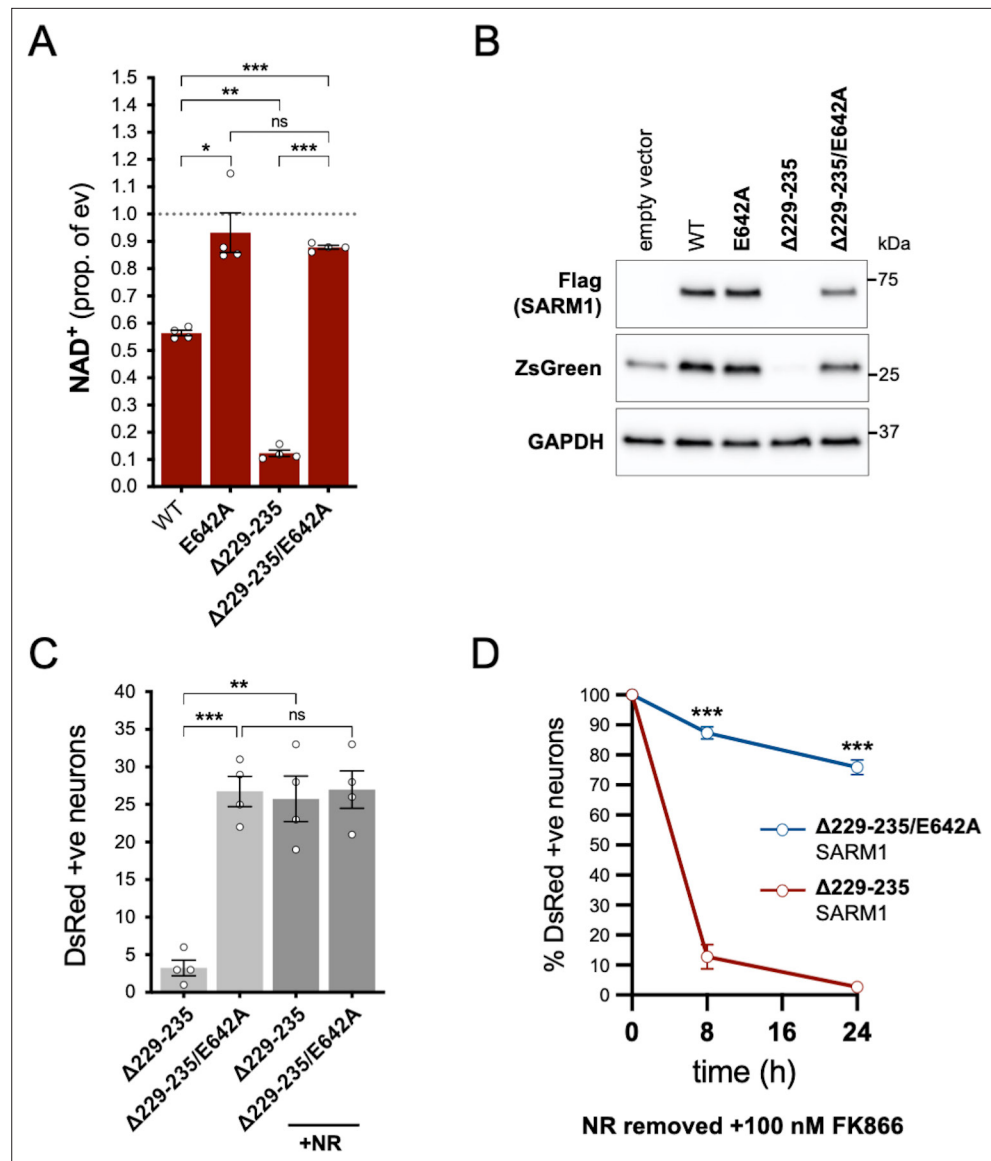 A
***
**
ns
*
***
1.5
1.4
1.3
1.2
1.1
1.0
0.9
0.8
0.7
0.6
0.5
0.4
0.3
0.2
0.1
0.0
NAD+ (prop. of ev)
WT
E642A
Δ229-235
Δ229-235/E642A
B
empty vector
WT
E642A
Δ229-235
Δ229-235/E642A
kDa
Flag
(SARM1)
75
ZsGreen
25
GAPDH
37
C
**
***
ns
40
35
30
25
20
15
10
5
0
DsRed +ve neurons
Δ229-235
Δ229-235/E642A
Δ229-235
Δ229-235/E642A
+NR
D
100
90
80
70
60
50
40
30
20
10
0
% DsRed +ve neurons
***
***
Δ229-235/E642A
SARM1
Δ229-235
SARM1
0
8
16
24
time (h)
NR removed +100 nM FK866